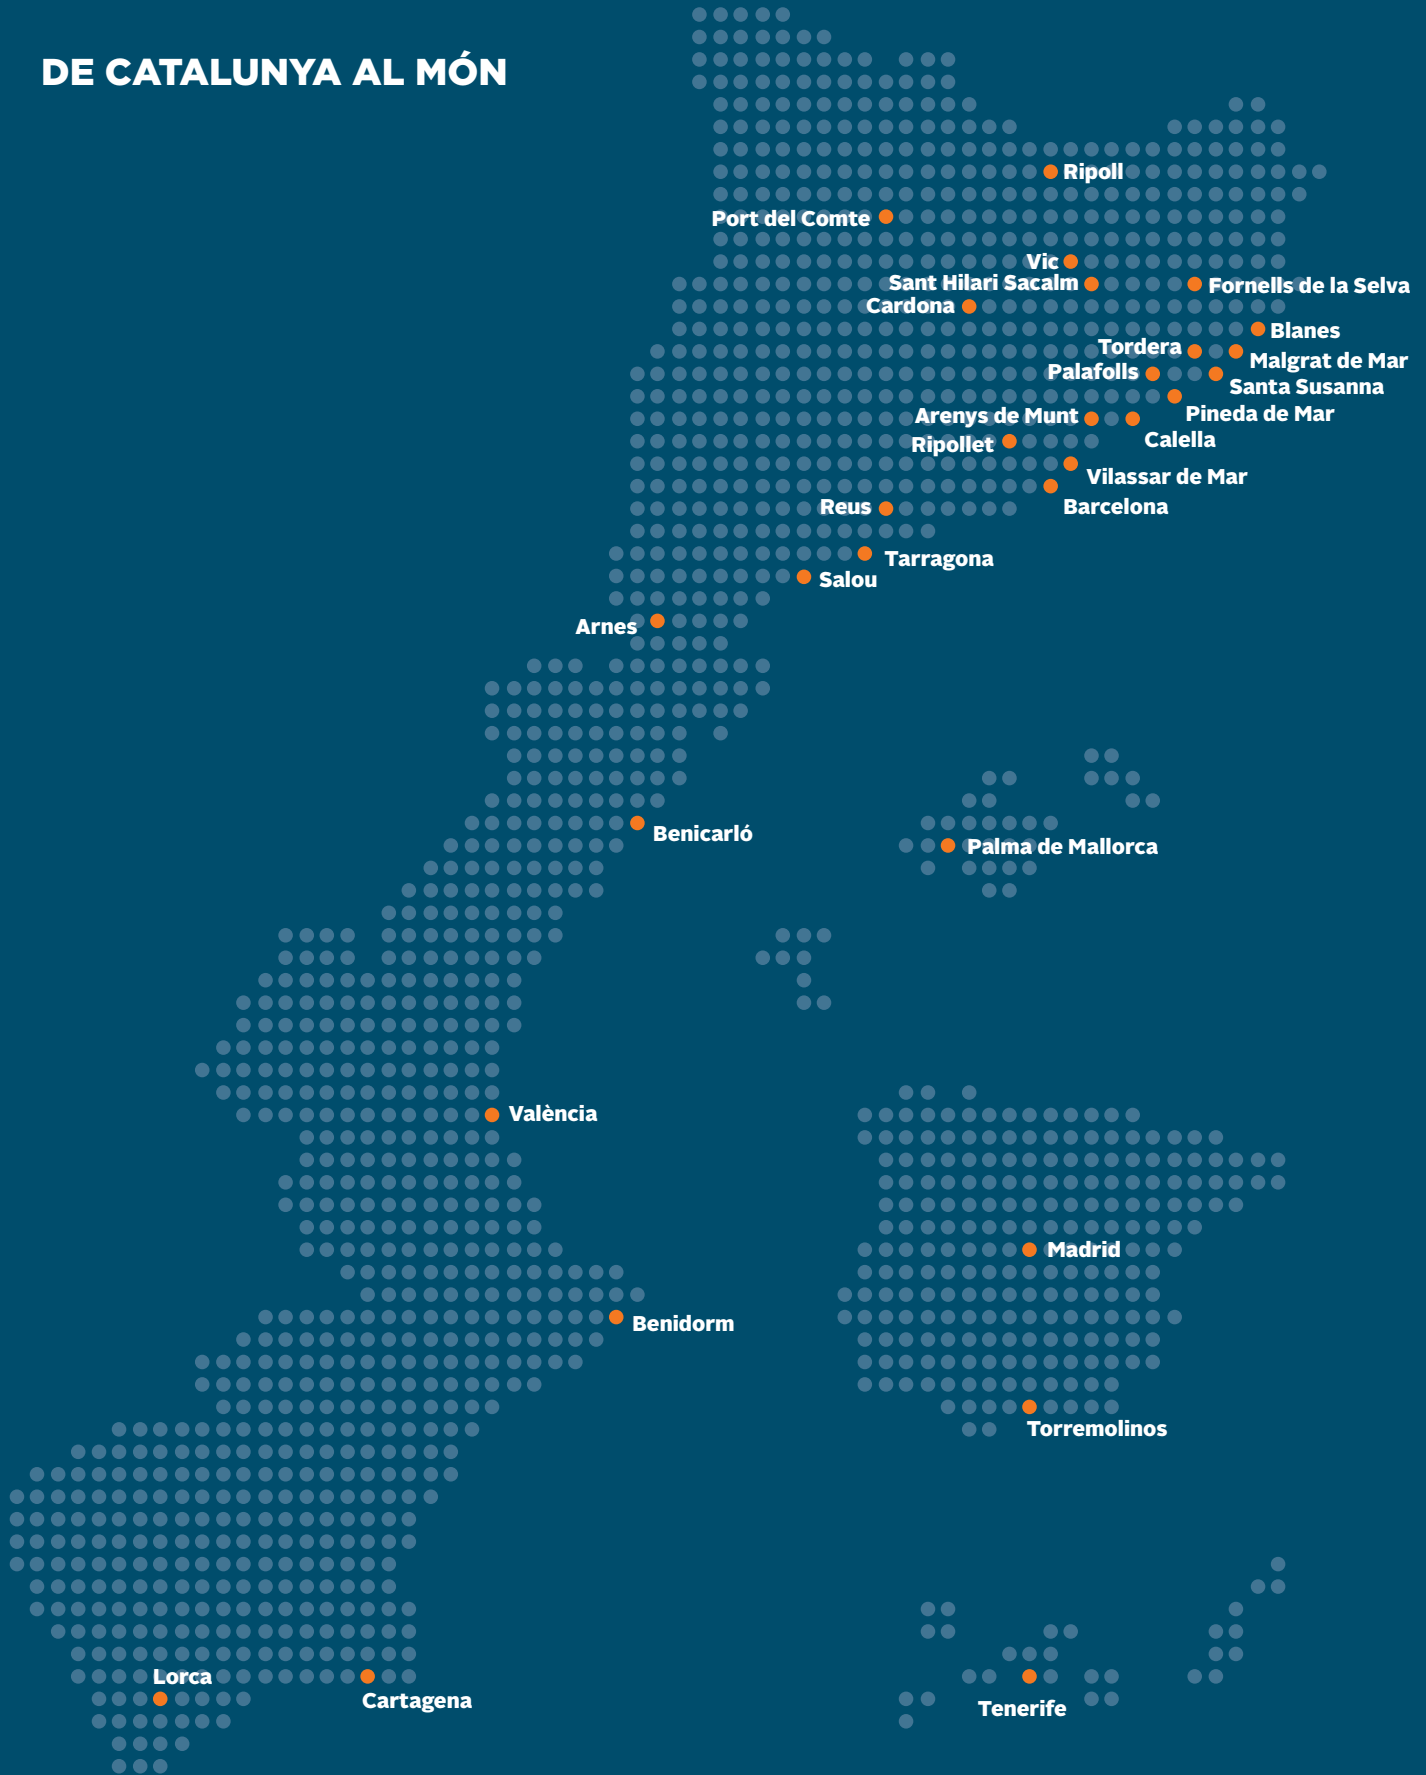 DE CATALUNYA AL MÓN
Ripoll
Port del Comte
Vic
Sant Hilari Sacalm
Fornells de la Selva
Cardona
Blanes
Tordera
Malgrat de Mar
Palafolls
Santa Susanna
Pineda de Mar
Arenys de Munt
Calella
Ripollet
Vilassar de Mar
Reus
Barcelona
Tarragona
Salou
Arnes
Benicarló
Palma de Mallorca
València
Madrid
Benidorm
Torremolinos
Lorca
Cartagena
Tenerife